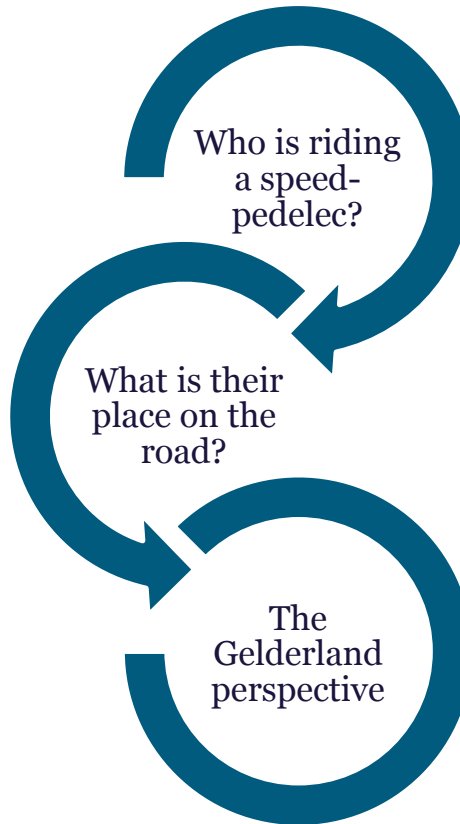 Who is riding
a speed-
pedelec?
What is their
place on the
road?
The
Gelderland
perspective